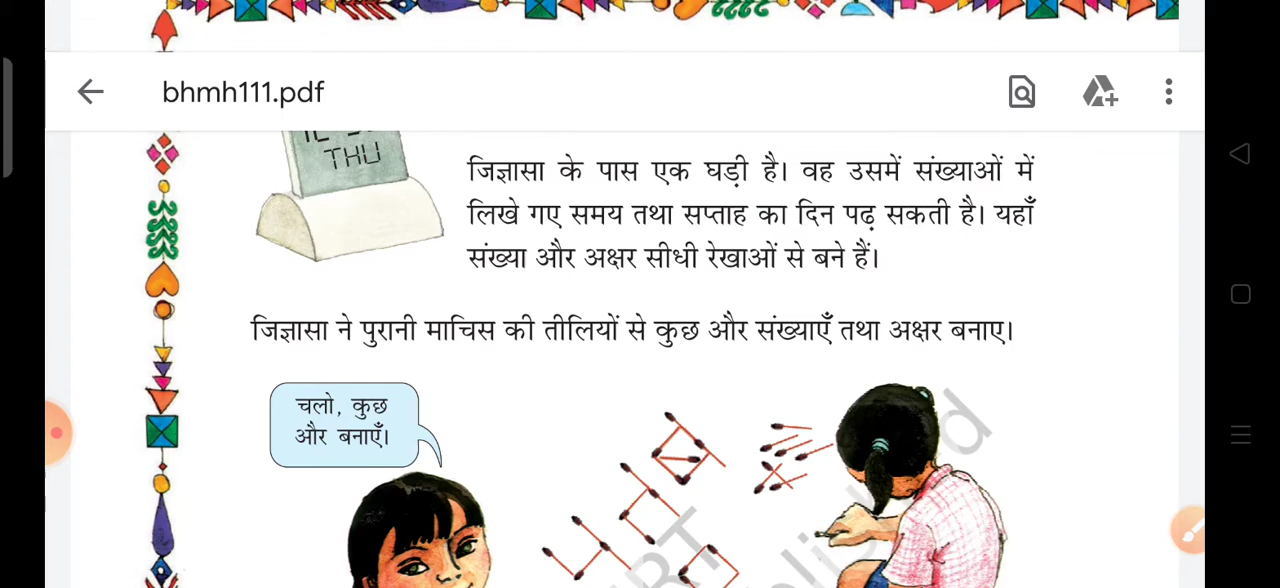 bhmh111.pdf
THU
जिज्ञासा के पास एक घड़ी है। वह उसमें संख्याओं में
लिखे गए समय तथा सप्ताह का दिन पढ़ सकती है। यहाँ
संख्या और अक्षर सीधी रेखाओं से बने हैं।
जिज्ञासा ने पुरानी माचिस की तीलियों से कुछ और संख्याएँ तथा अक्षर बनाए।
चलो, कुछ
और बनाएँ।